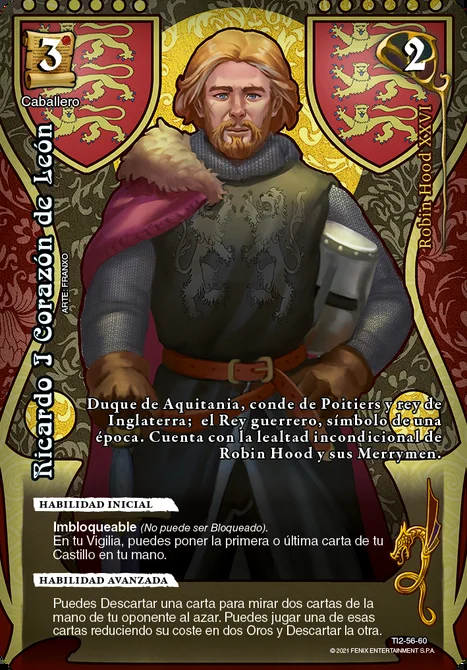 3
2
Caballero
Ricardo I Corazón de León
ARTE: FRANXO
Robin Hood XXVI
Duque de Aquitania, conde de Poitiers y rey de
Inglaterra; el Rey guerrero, símbolo de una
época. Cuenta con la lealtad incondicional de
Robin Hood y sus Merrymen.
HABILIDAD INICIAL
Imbloqueable (No puede ser Bloqueado).
En tu Vigilia, puedes poner la primera o última carta de tu
Castillo en tu mano.
HABILIDAD AVANZADA
Puedes Descartar una carta para mirar dos cartas de la
mano de tu oponente al azar. Puedes jugar una de esas
cartas reduciendo su coste en dos Oros y Descartar la otra.
TI2-56-60
©2021 FENIX ENTERTAINMENT S.P.A.